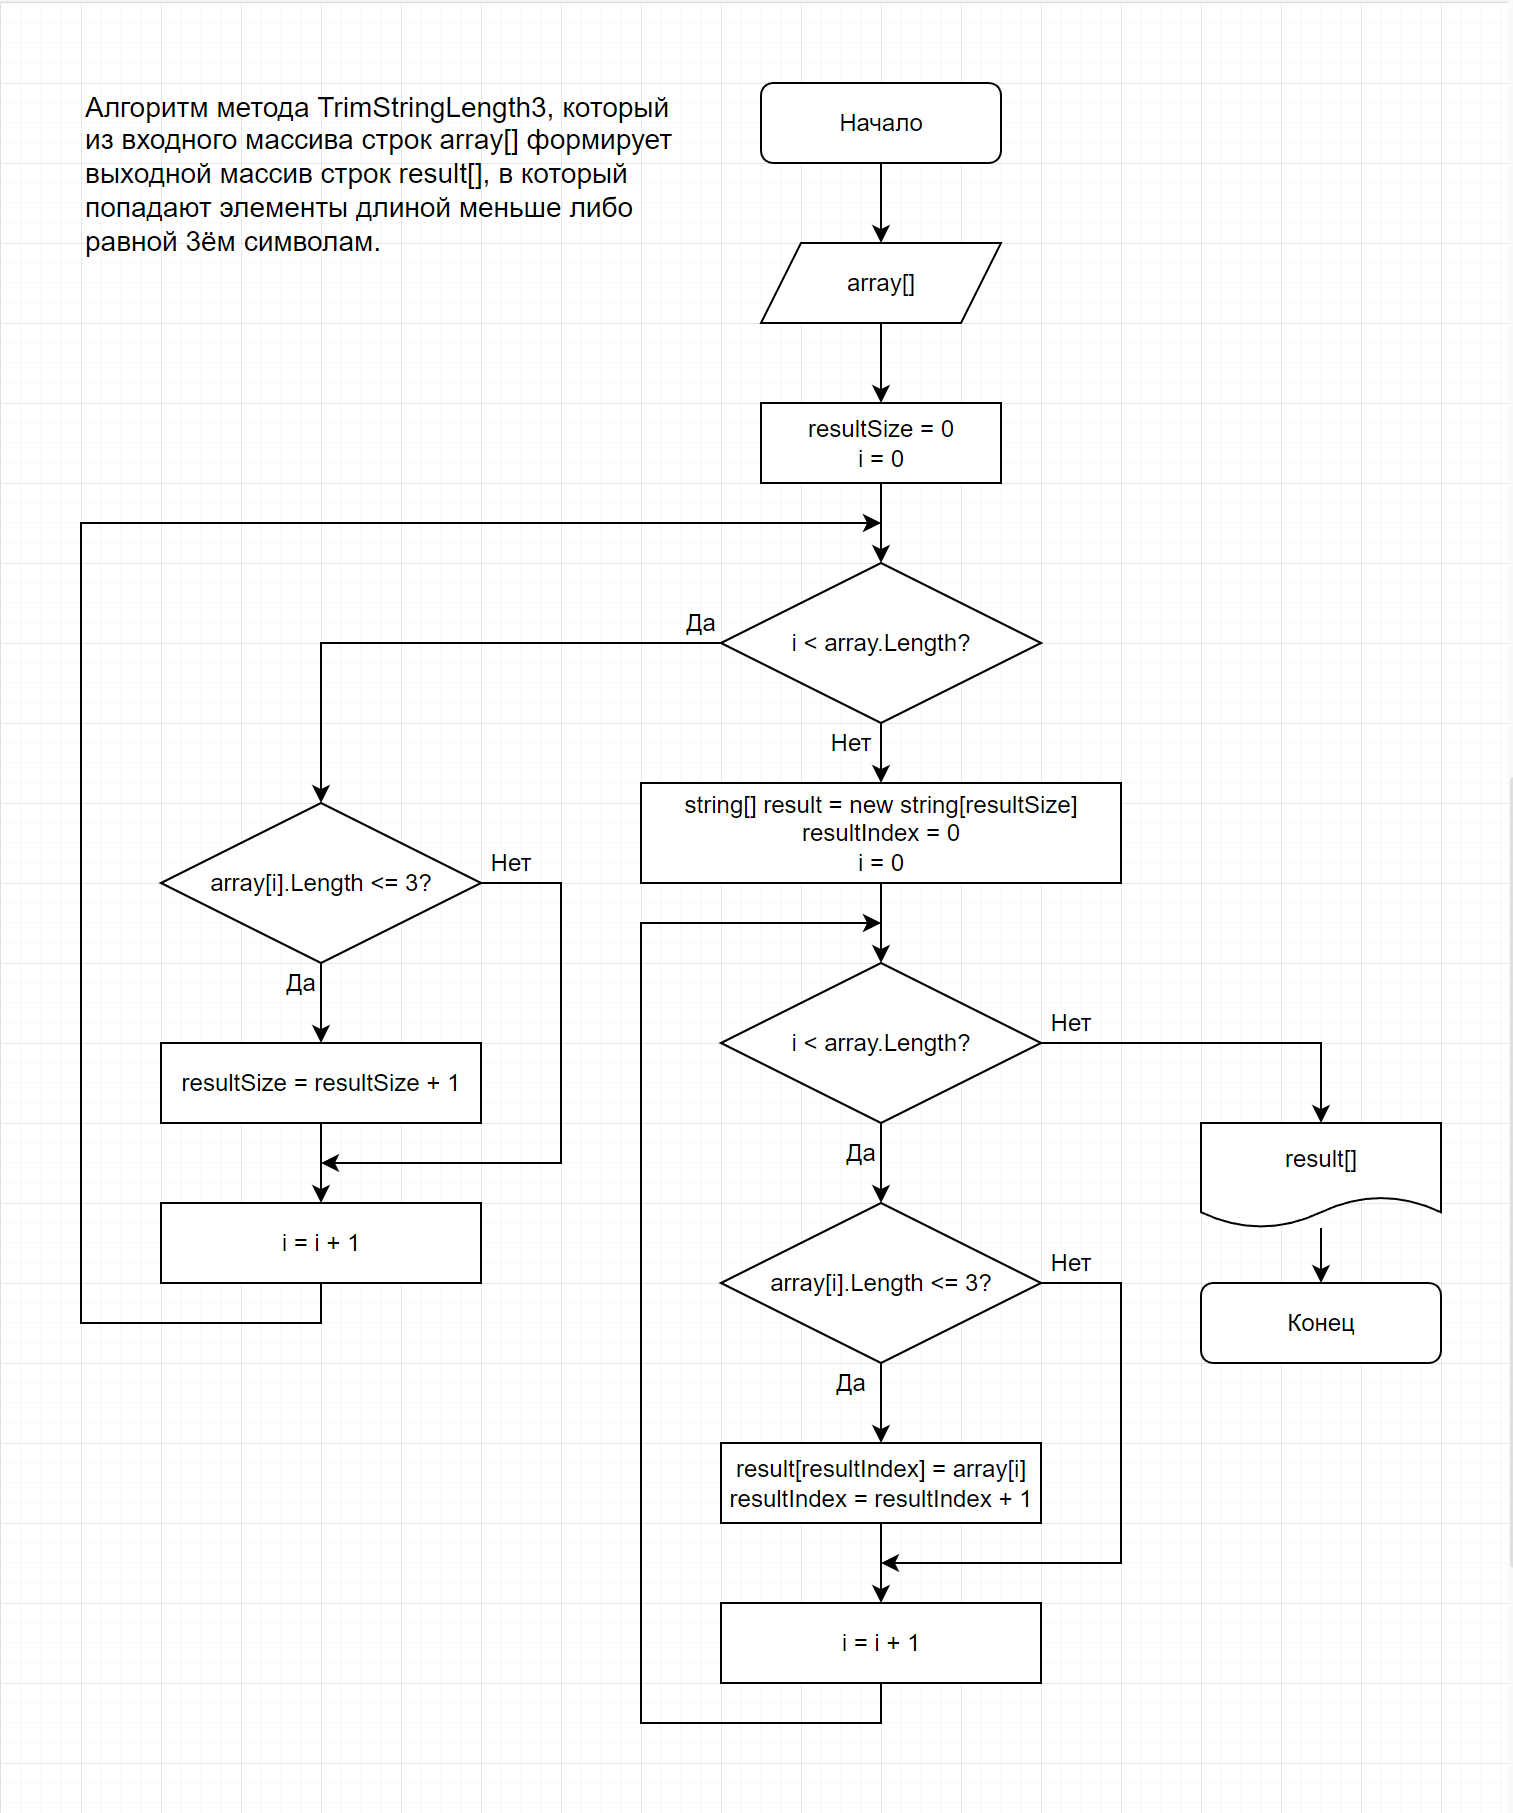 Алгоритм метода TrimStringLength3, который
из входного массива строк array[] формирует
выходной массив строк result[], в который
попадают элементы длиной меньше либо
равной 3ём символам.
Начало
array[]
resultSize = 0
i = 0
Да
i < array.Length?
Нет
string[] result = new string[resultSize]
resultIndex = 0
i = 0
array[i].Length <= 3?
Нет
Да
resultSize = resultSize + 1
i = i + 1
i < array.Length?
Нет
Да
result[]
Конец
array[i].Length <= 3?
Нет
Да
result[resultIndex] = array[i]
resultIndex = resultIndex + 1
i = i + 1